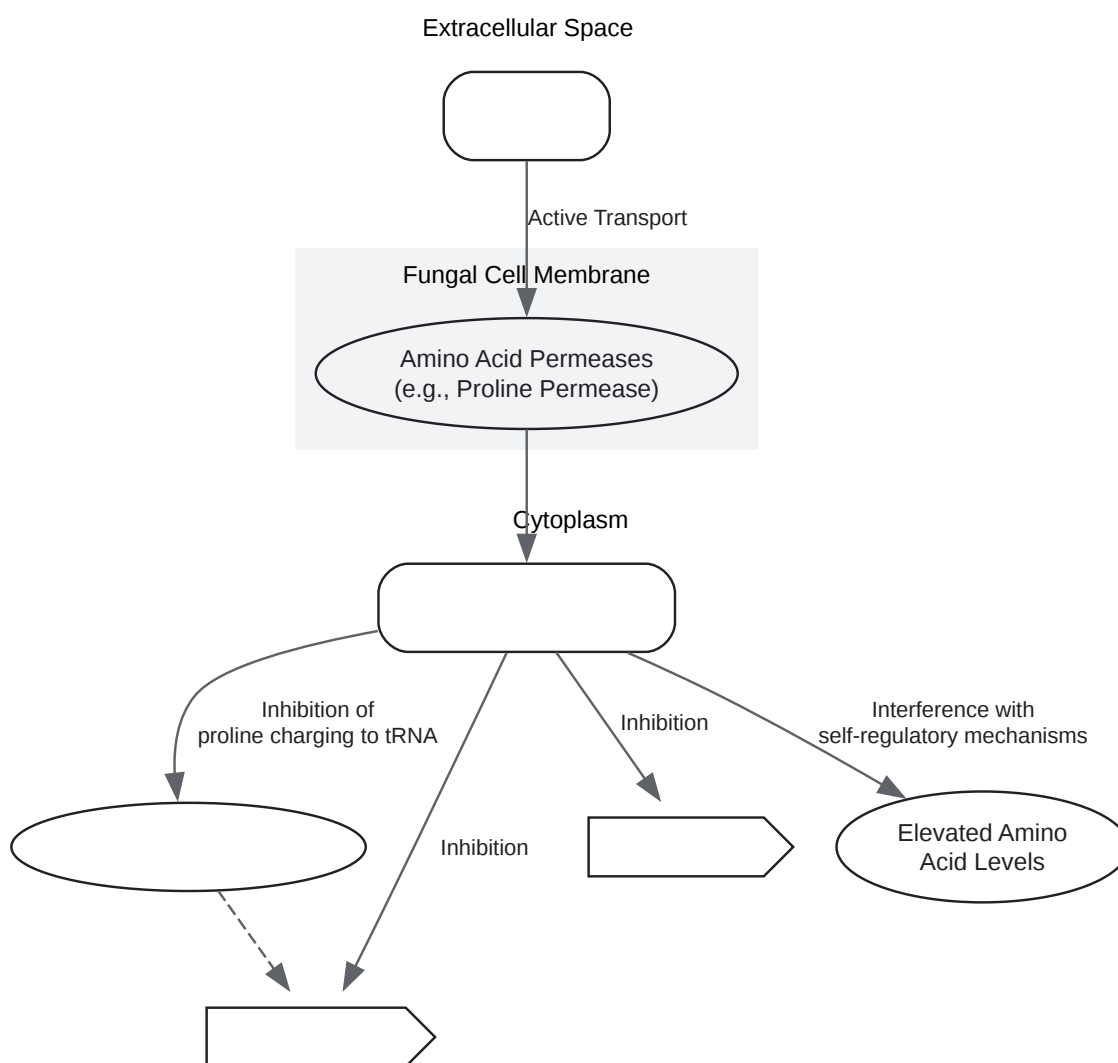 Extracellular Space
Active Transport
Fungal Cell Membrane
Amino Acid Permeases
(e.g., Proline Permease)
Cytoplasm
Inhibition of
proline charging to tRNA
Inhibition
Interference with
self-regulatory mechanisms
Inhibition
Elevated Amino
Acid Levels